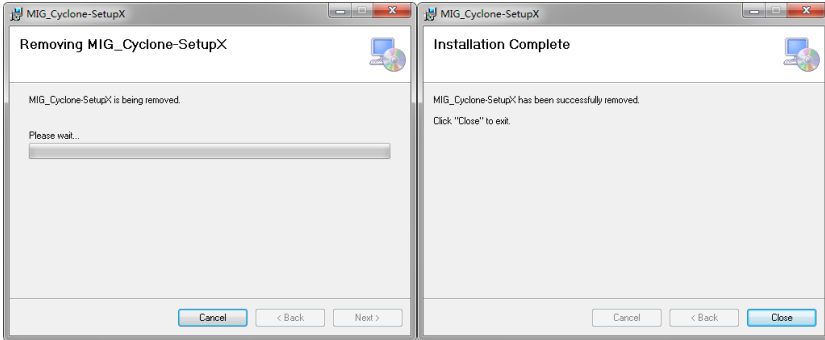 MIG_Cyclone-SetupX
Removing MIG_Cyclone-SetupX
MIG_Cyclone-SetupX is being removed.
Please wait...
Cancel
< Back
Next >
MIG_Cyclone-SetupX
Installation Complete
MIG_Cyclone-SetupX has been successfully removed.
Click "Close" to exit.
Cancel
< Back
Close